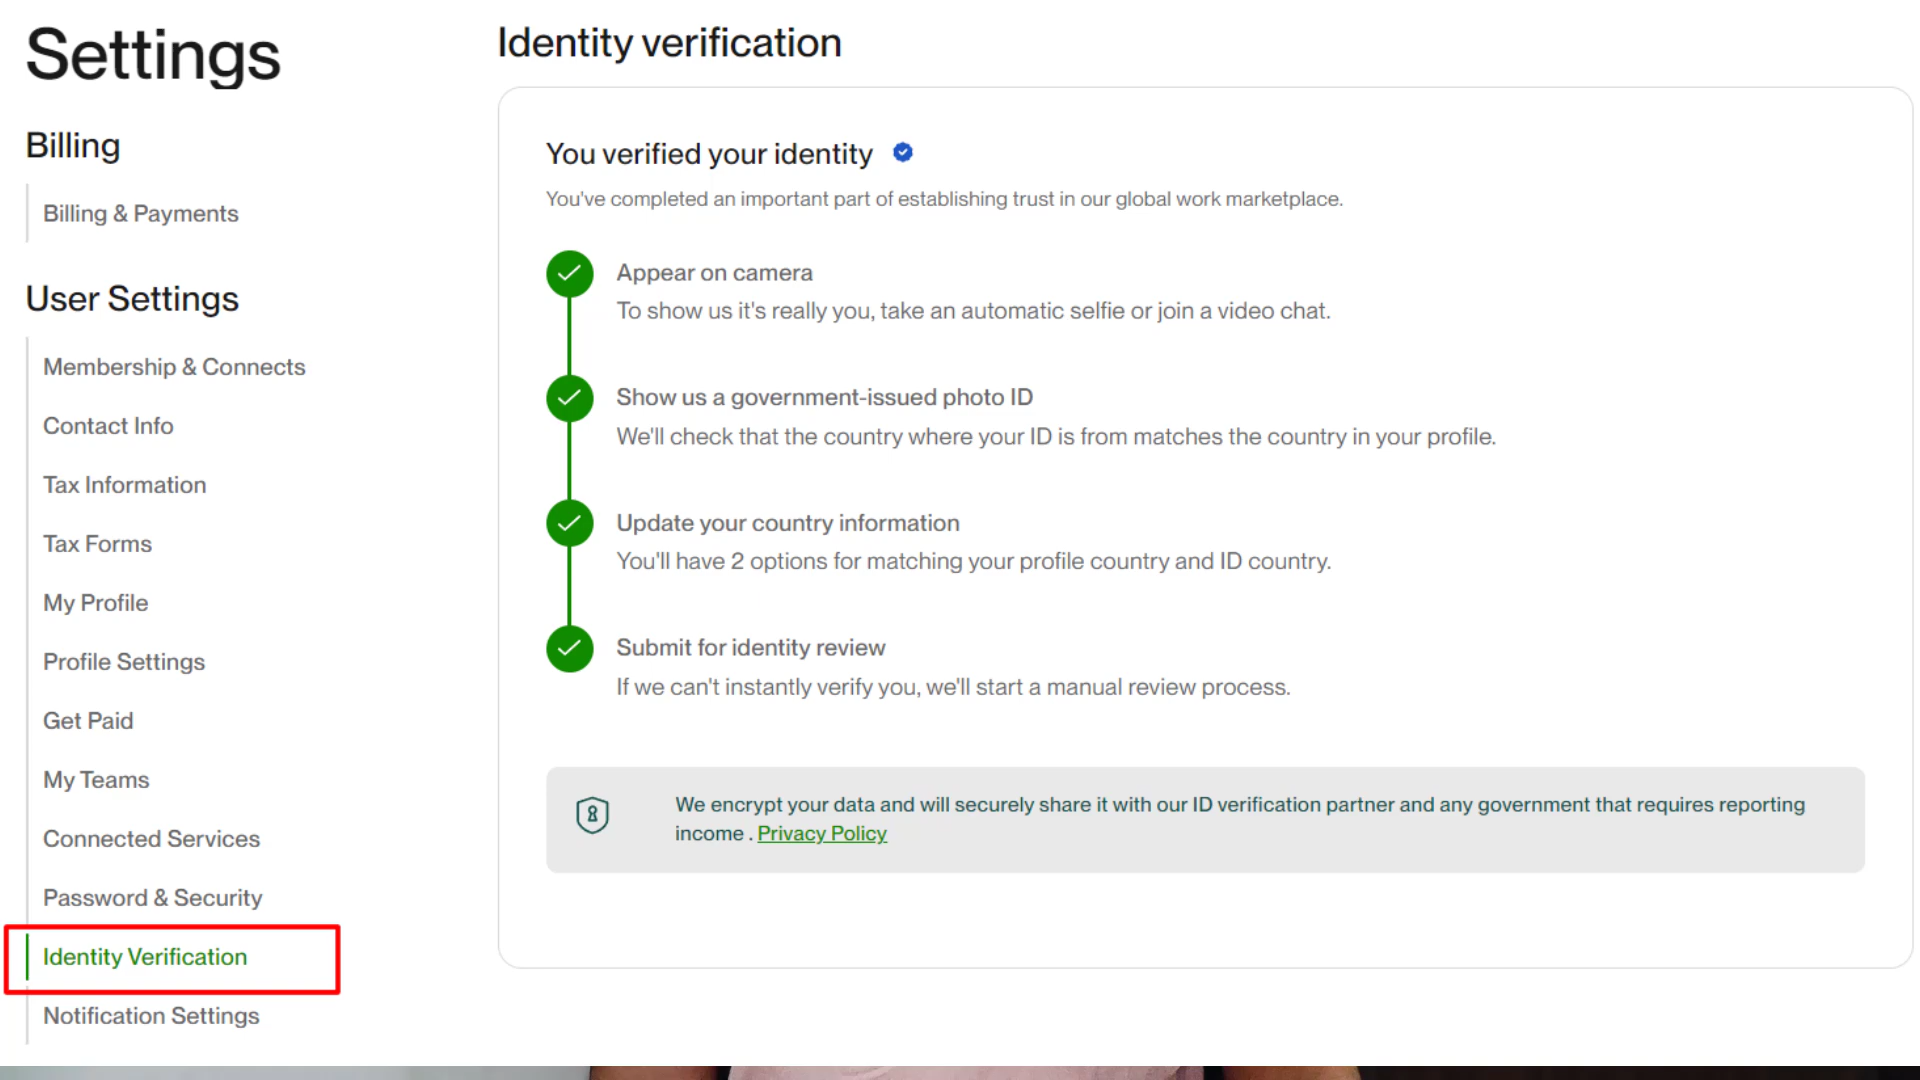 Settings
Billing
Billing & Payments
User Settings
Membership & Connects
Contact Info
Tax Information
Tax Forms
My Profile
Profile Settings
Get Paid
My Teams
Connected Services
Password & Security
Identity Verification
Notification Settings
Identity verification
You verified your identity
You've completed an important part of establishing trust in our global work marketplace.
Appear on camera
To show us it's really you, take an automatic selfie or join a video chat.
Show us a government-issued photo ID
We'll check that the country where your ID is from matches the country in your profile.
Update your country information
You'll have 2 options for matching your profile country and ID country.
Submit for identity review
If we can't instantly verify you, we'll start a manual review process.
We encrypt your data and will securely share it with our ID verification partner and any government that requires reporting
income . Privacy Policy